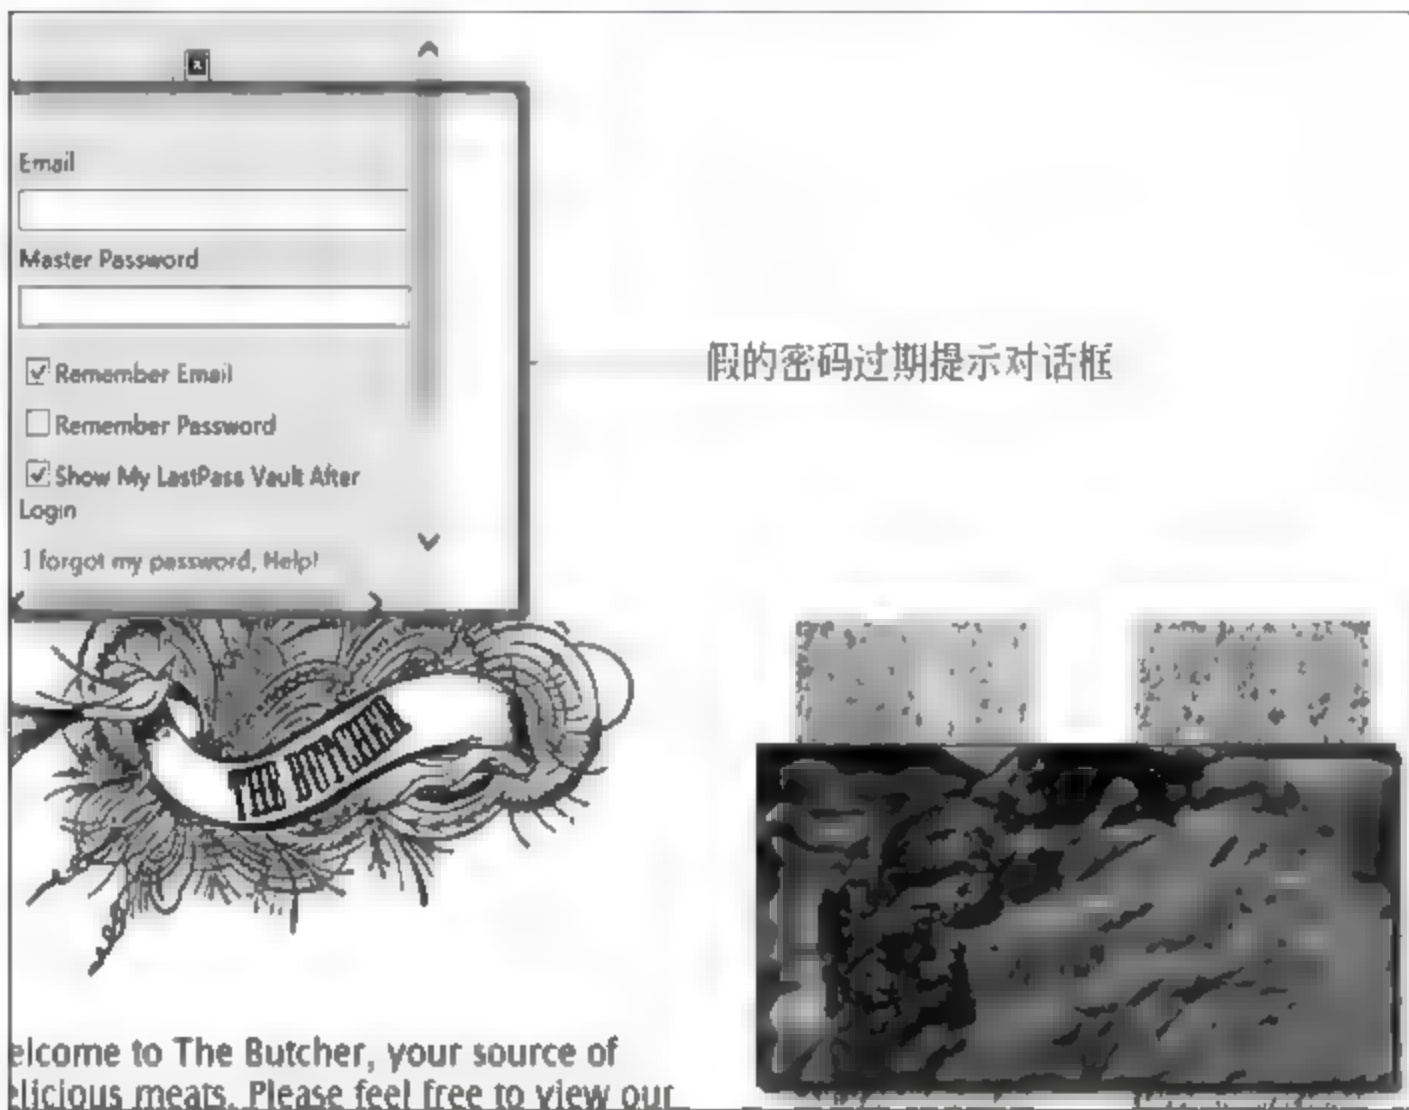 Email
Master Password
Remember Email
Remember Password
Show My LastPass Vault After
Login
I forgot my password, Help!
假的密码过期提示对话框
THE BUTCHER
elcome to The Butcher, your source of
elicious meats. Please feel free to view our